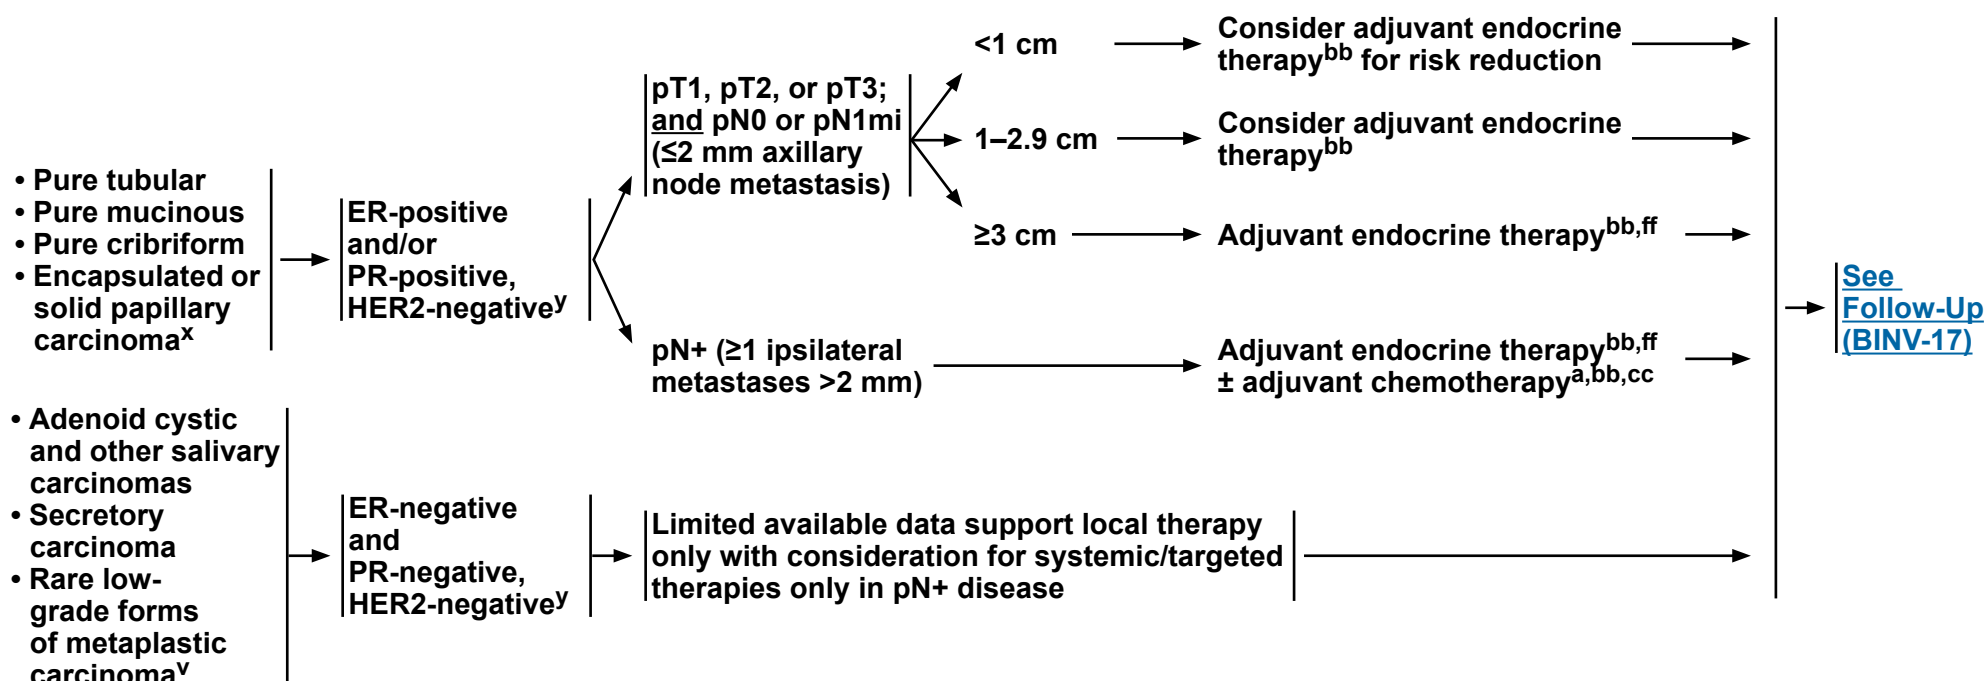 • Pure tubular
• Pure mucinous
• Pure cribriform
• Encapsulated or
solid papillary
carcinomax
ER-positive
and/or
PR-positive,
HER2-negativey
pT1, pT2, or pT3;
and pN0 or pN1mi
(≤2 mm axillary
node metastasis)
<1 cm
Consider adjuvant endocrine
therapybb for risk reduction
1–2.9 cm
Consider adjuvant endocrine
therapybb
≥3 cm
Adjuvant endocrine therapybb,ff
pN+ (≥1 ipsilateral
metastases >2 mm)
Adjuvant endocrine therapybb,ff
± adjuvant chemotherapya,bb,cc
See
Follow-Up
(BINV-17)
• Adenoid cystic
and other salivary
carcinomas
• Secretory
carcinoma
• Rare low-
grade forms
of metaplastic
carcinomav
ER-negative
and
PR-negative,
HER2-negativey
Limited available data support local therapy
only with consideration for systemic/targeted
therapies only in pN+ disease